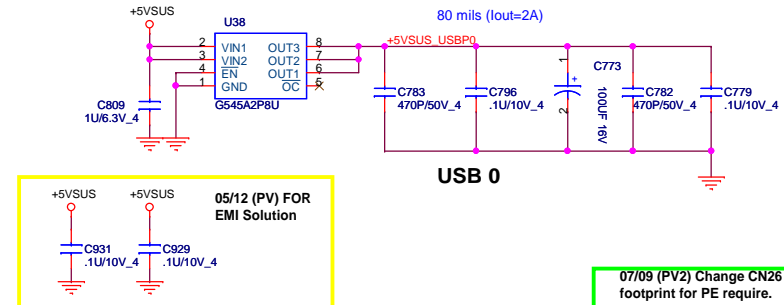 +5VSUS
U38
80 mils (Iout=2A)
+5VSUS_USBP0
2 VIN1 OUT3 8
3 VIN2 OUT2 7
4 EN OUT1 6
1 GND OC 5
G545A2P8U
C809
1U/6.3V_4
C783
470P/50V_4
C796
.1U/10V_4
1
+
2
C773
100UF 16V
C782
470P/50V_4
C779
.1U/10V_4
USB 0
+5VSUS
+5VSUS
05/12 (PV) FOR
EMI Solution
C931
.1U/10V_4
C929
.1U/10V_4
07/09 (PV2) Change CN26
footprint for PE require.